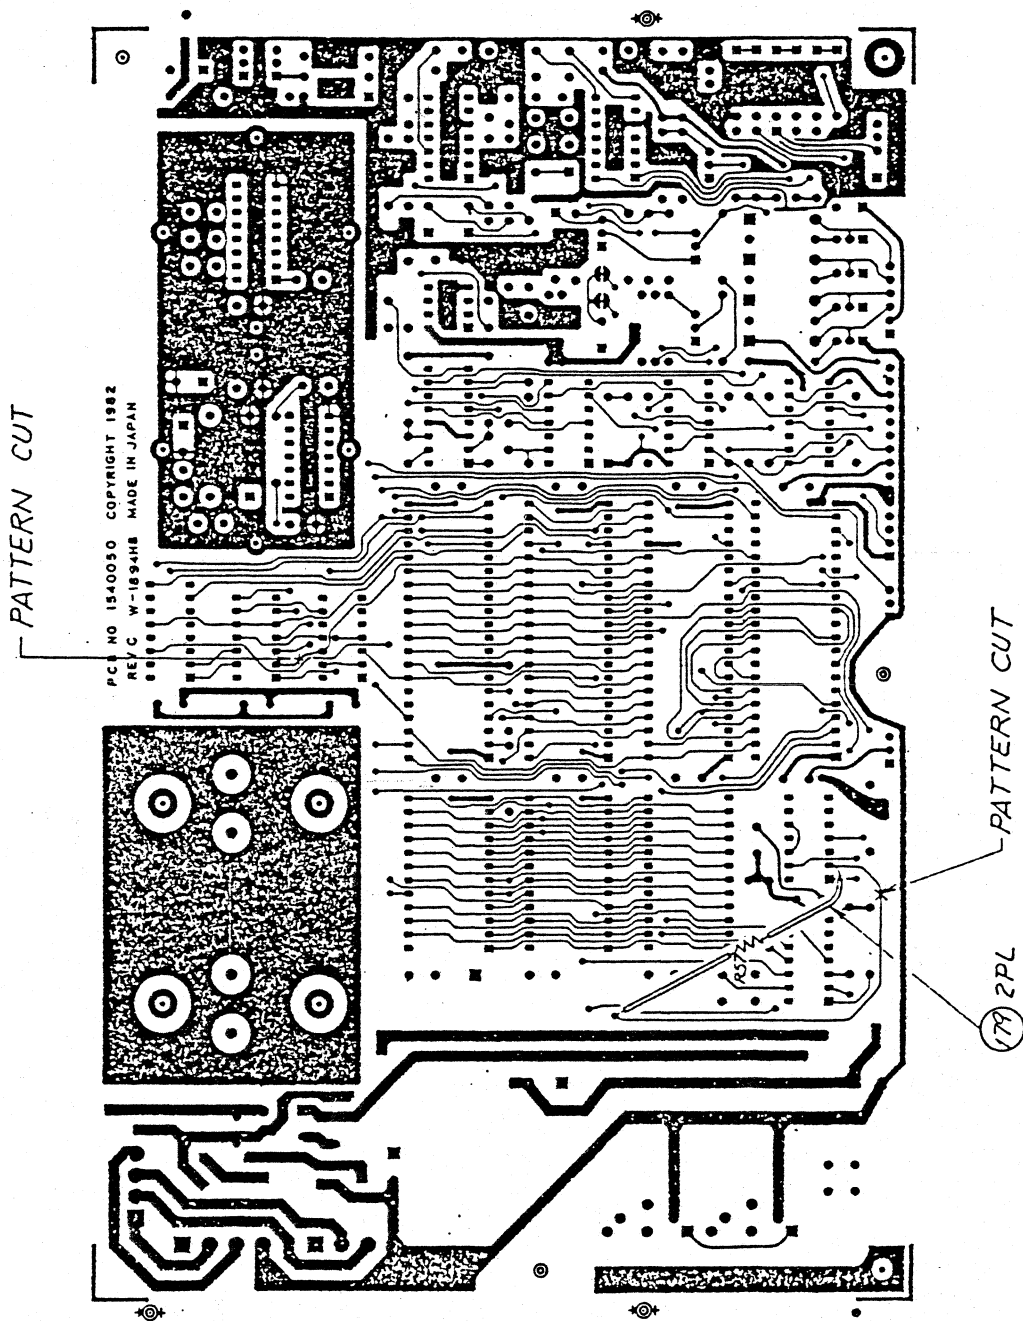 PATTERN CUT
PCB NO 1540050 COPYRIGHT 1982
REV C W-1894HB MADE IN JAPAN
PATTERN CUT
R57
179 2PL